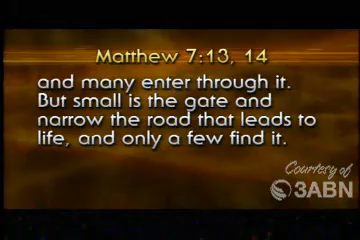 Matthew 7:13, 14
and many enter through it.
But small is the gate and
narrow the road that leads to
life, and only a few find it.
Courtesy of
3ABN